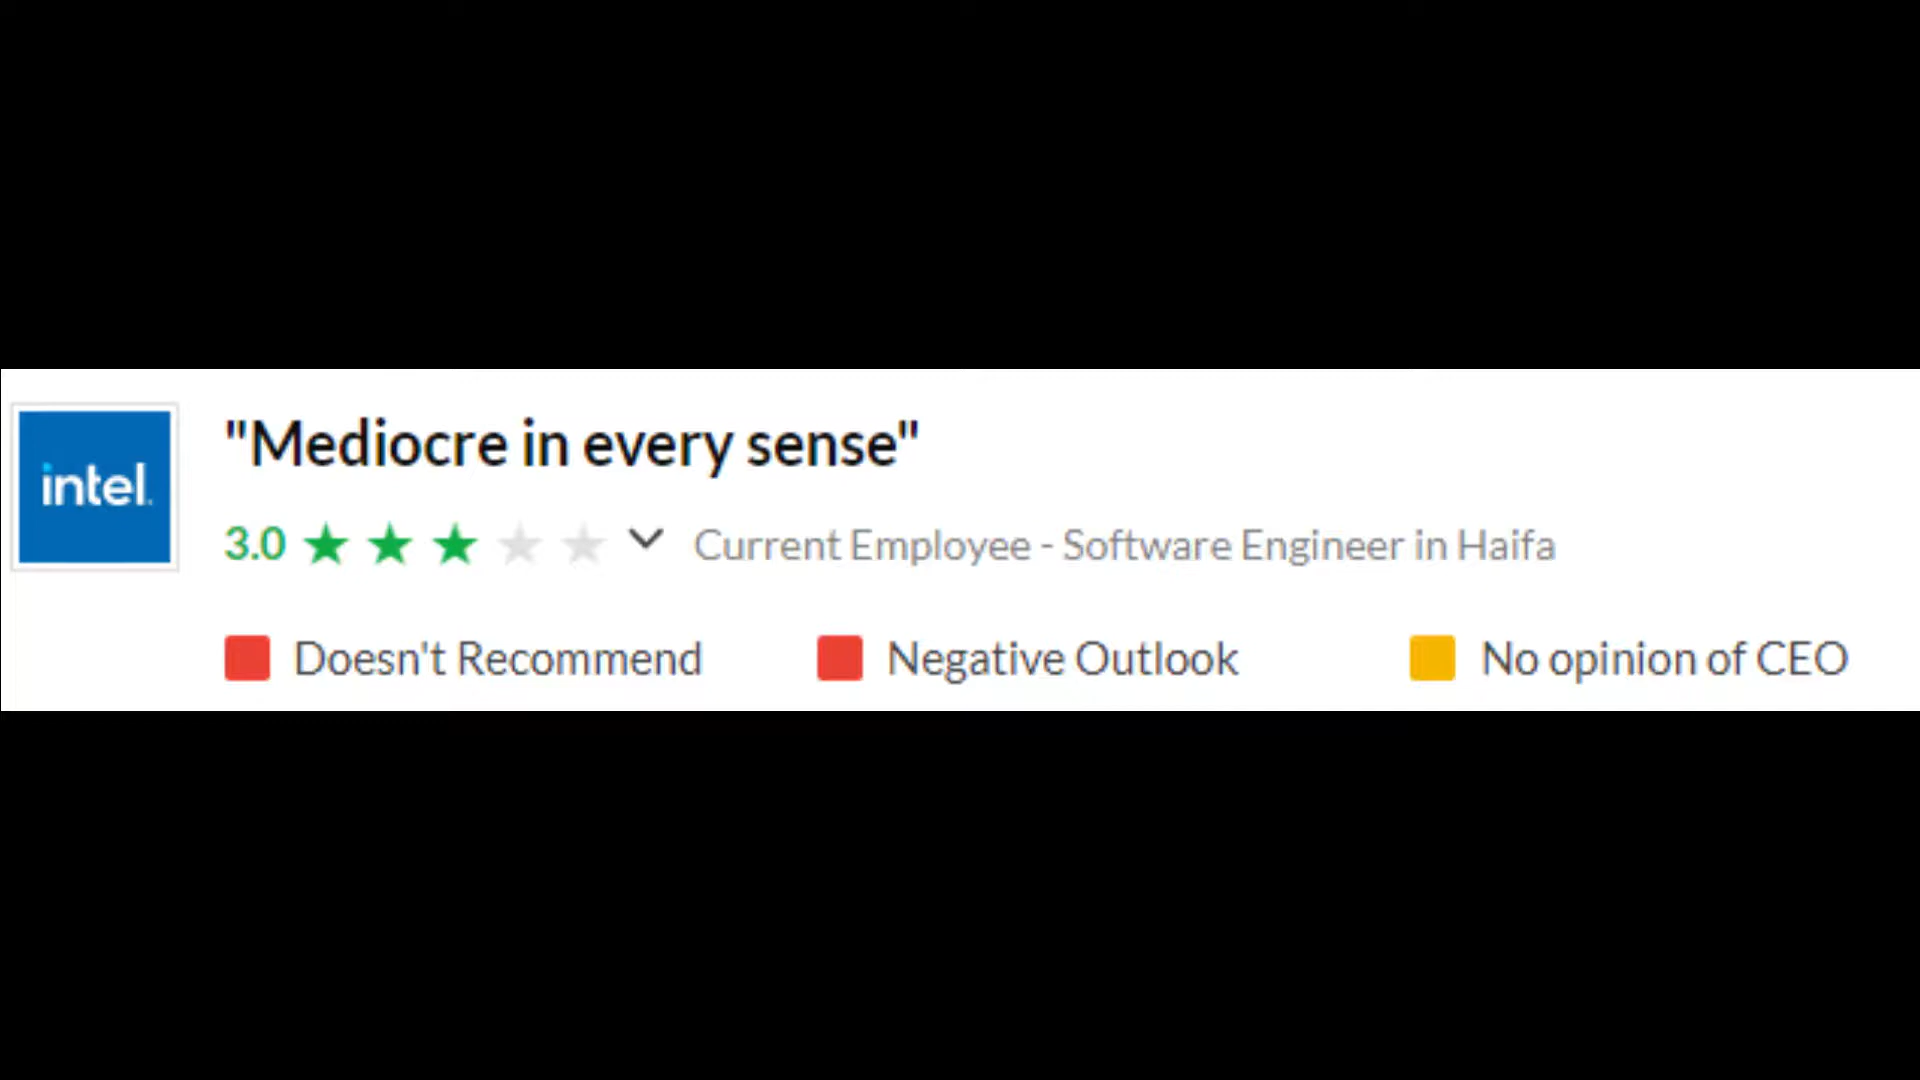 intel.
"Mediocre in every sense"
3.0 Current Employee - Software Engineer in Haifa
Doesn't Recommend Negative Outlook No opinion of CEO